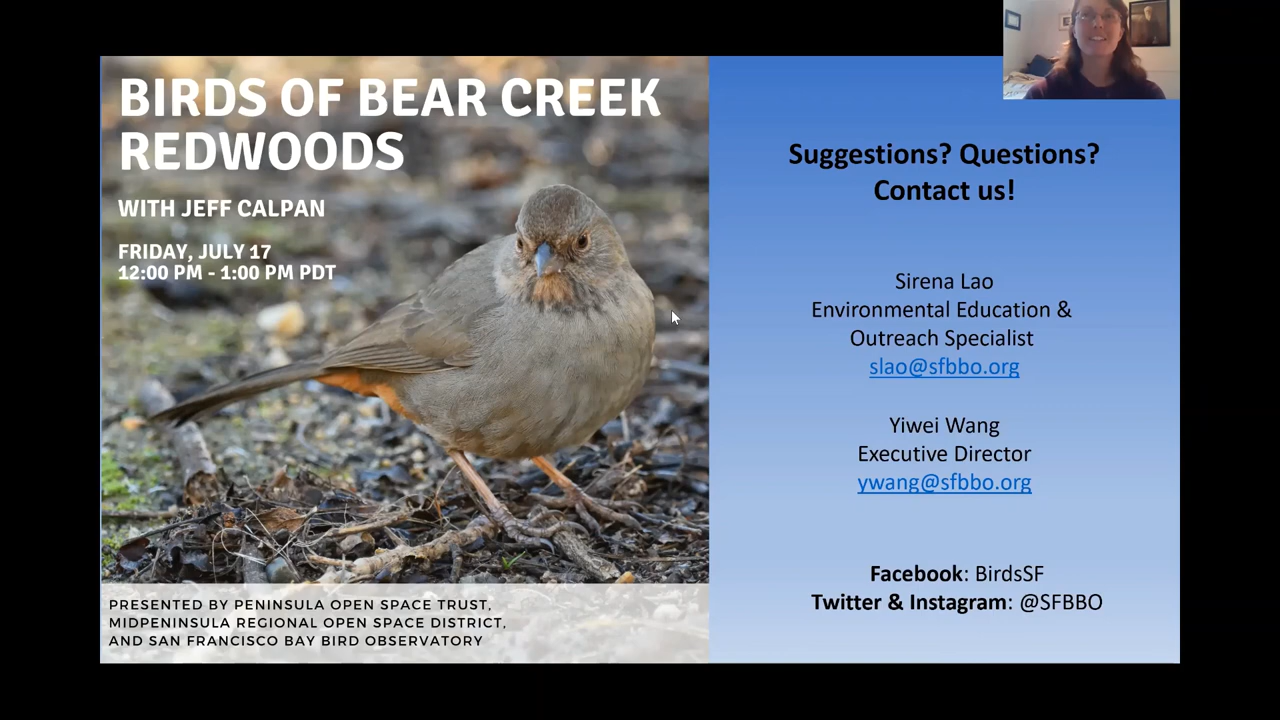 BIRDS OF BEAR CREEK
REDWOODS
WITH JEFF CALPAN
FRIDAY, JULY 17
12:00 PM - 1:00 PM PDT
PRESENTED BY PENINSULA OPEN SPACE TRUST,
MIDPENINSULA REGIONAL OPEN SPACE DISTRICT,
AND SAN FRANCISCO BAY BIRD OBSERVATORY
Suggestions? Questions?
Contact us!
Sirena Lao
Environmental Education &
Outreach Specialist
slao@sfbbo.org
Yiwei Wang
Executive Director
ywang@sfbbo.org
Facebook: BirdsSF
Twitter & Instagram: @SFBBO